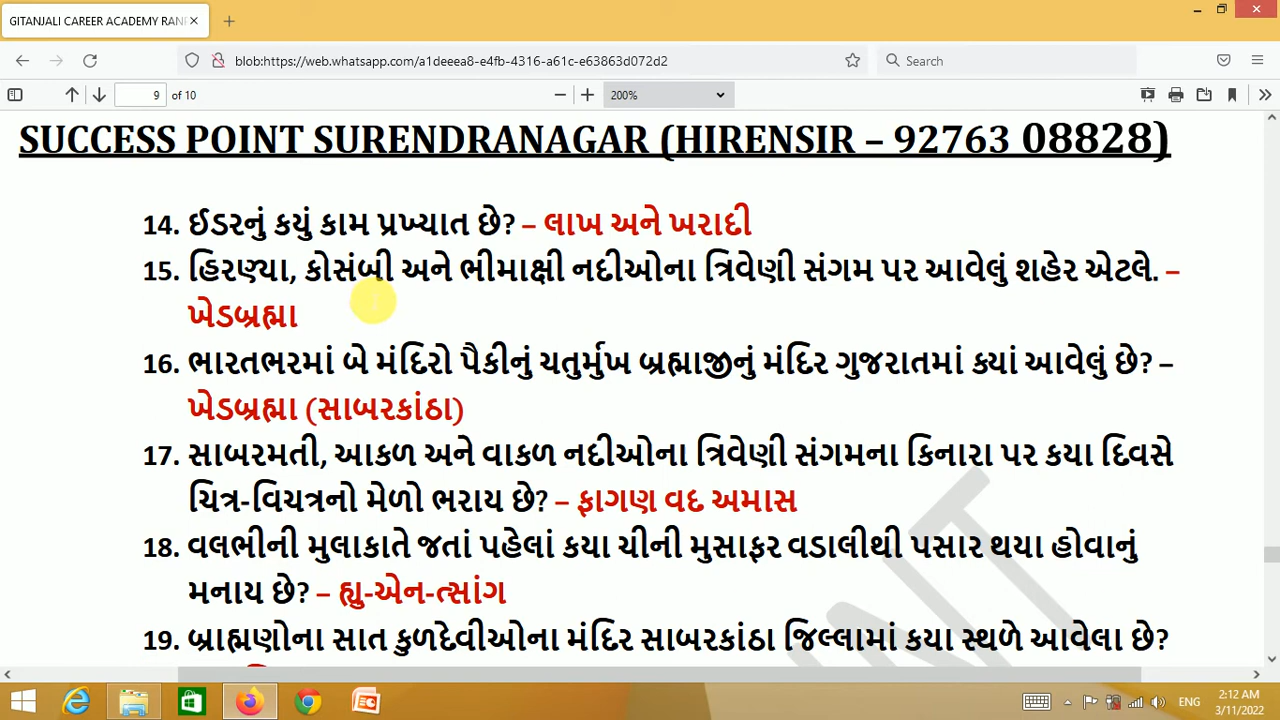 GITANJALI CAREER ACADEMY RAN
blob:https://web.whatsapp.com/a1deeea8-e4fb-4316-a61c-e63863d072d2
Search
9 of 10
200%
SUCCESS POINT SURENDRANAGAR (HIRENSIR – 92763 08828)
14. ઈડરનું કયું કામ પ્રખ્યાત છે? – લાખ અને ખરાદી
15. હિરણ્યા, કોસંબી અને ભીમાક્ષી નદીઓના ત્રિવેણી સંગમ પર આવેલું શહેર એટલે. –
ખેડબ્રહ્મા
16. ભારતભરમાં બે મંદિરો પૈકીનું ચતુર્મુખ બ્રહ્માજીનું મંદિર ગુજરાતમાં ક્યાં આવેલું છે? –
ખેડબ્રહ્મા (સાબરકાંઠા)
17. સાબરમતી, આકળ અને વાકળ નદીઓના ત્રિવેણી સંગમના કિનારા પર કયા દિવસે
ચિત્ર-વિચત્રનો મેળો ભરાય છે? – ફાગણ વદ અમાસ
18. વલભીની મુલાકાતે જતાં પહેલાં કયા ચીની મુસાફર વડાલીથી પસાર થયા હોવાનું
મનાય છે? – હ્યુ-એન-ત્સાંગ
19. બ્રાહ્મણોના સાત કુળદેવીઓના મંદિર સાબરકાંઠા જિલ્લામાં કયા સ્થળે આવેલા છે?
ENG
2:12 AM
3/11/2022